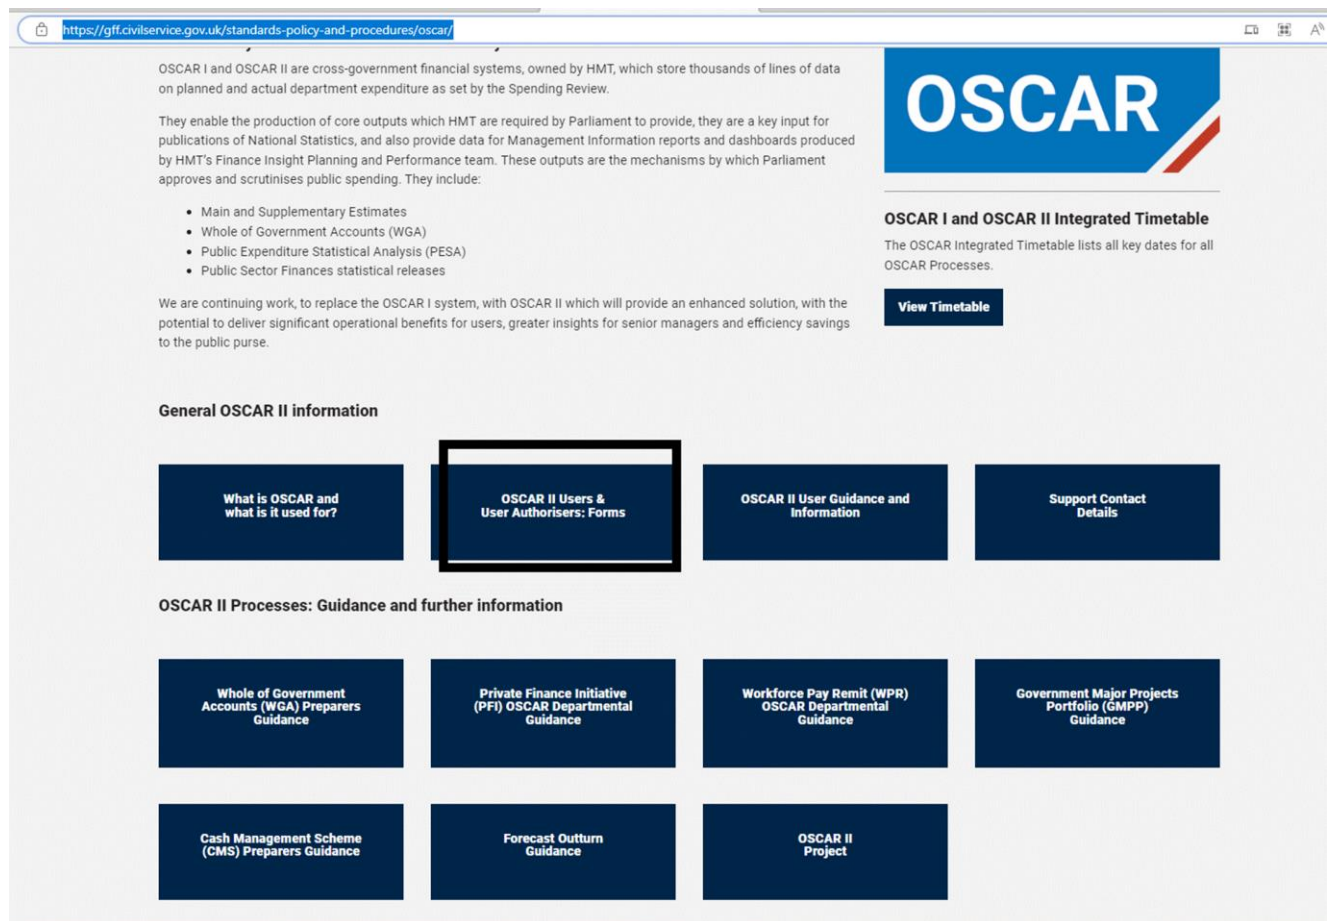 https://gff.civilservice.gov.uk/standards-policy-and-procedures/oscar/
OSCAR I and OSCAR II are cross-government financial systems, owned by HMT, which store thousands of lines of data
on planned and actual department expenditure as set by the Spending Review.
They enable the production of core outputs which HMT are required by Parliament to provide, they are a key input for
publications of National Statistics, and also provide data for Management Information reports and dashboards produced
by HMT's Finance Insight Planning and Performance team. These outputs are the mechanisms by which Parliament
approves and scrutinises public spending. They include:
• Main and Supplementary Estimates
• Whole of Government Accounts (WGA)
• Public Expenditure Statistical Analysis (PESA)
• Public Sector Finances statistical releases
We are continuing work, to replace the OSCAR I system, with OSCAR II which will provide an enhanced solution, with the
potential to deliver significant operational benefits for users, greater insights for senior managers and efficiency savings
to the public purse.
OSCAR
OSCAR I and OSCAR II Integrated Timetable
The OSCAR Integrated Timetable lists all key dates for all
OSCAR Processes.
View Timetable
General OSCAR II information
What is OSCAR and
what is it used for?
OSCAR II Users &
User Authorisers: Forms
OSCAR II User Guidance and
Information
Support Contact
Details
OSCAR II Processes: Guidance and further information
Whole of Government
Accounts (WGA) Preparers
Guidance
Private Finance Initiative
(PFI) OSCAR Departmental
Guidance
Workforce Pay Remit (WPR)
OSCAR Departmental
Guidance
Government Major Projects
Portfolio (GMPP)
Guidance
Cash Management Scheme
(CMS) Preparers Guidance
Forecast Outturn
Guidance
OSCAR II
Project